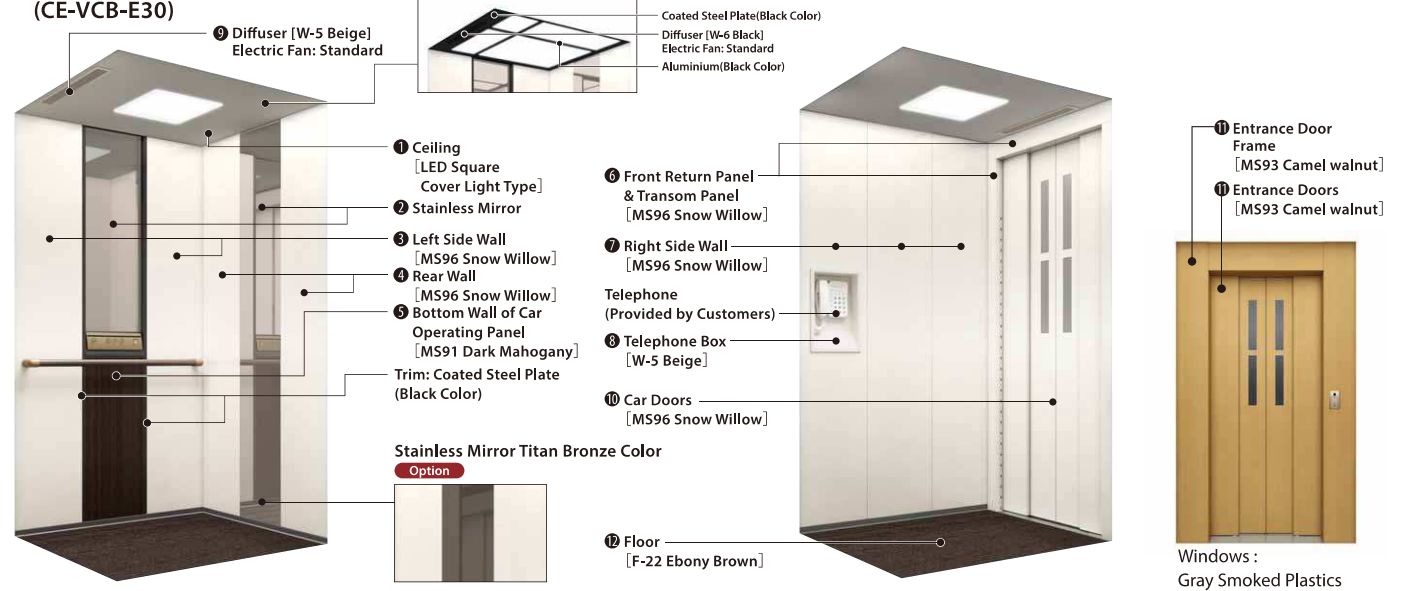 (CE-VCB-E30)
❾ Diffuser [W-5 Beige]
Electric Fan: Standard
Coated Steel Plate(Black Color)
Diffuser [W-6 Black]
Electric Fan: Standard
Aluminium(Black Color)
❶ Ceiling
[LED Square
Cover Light Type]
❷ Stainless Mirror
❸ Left Side Wall
[MS96 Snow Willow]
❹ Rear Wall
[MS96 Snow Willow]
❺ Bottom Wall of Car
Operating Panel
[MS91 Dark Mahogany]
Trim: Coated Steel Plate
(Black Color)
Stainless Mirror Titan Bronze Color
Option
❻ Front Return Panel
& Transom Panel
[MS96 Snow Willow]
❼ Right Side Wall
[MS96 Snow Willow]
Telephone
(Provided by Customers)
❽ Telephone Box
[W-5 Beige]
❿ Car Doors
[MS96 Snow Willow]
⓬ Floor
[F-22 Ebony Brown]
⓫ Entrance Door
Frame
[MS93 Camel walnut]
⓫ Entrance Doors
[MS93 Camel walnut]
Windows :
Gray Smoked Plastics